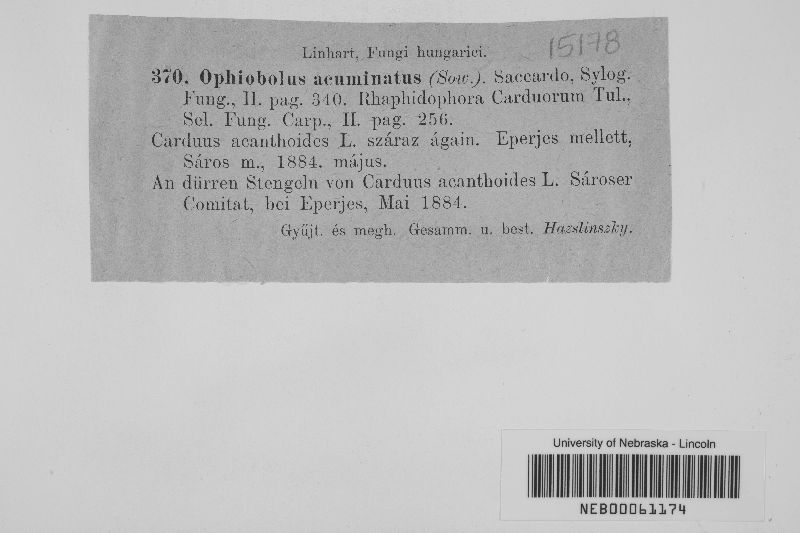 Linhart, Fungi hungarici. 15178
370. Ophiobolus acuminatus (Sow.). Saccardo, Sylog.
Fung., II. pag. 340. Rhaphidophora Carduorum Tul.,
Sel. Fung. Carp., II. pag. 256.
Carduus acanthoides L. száraz ágain. Eperjes mellett,
Sáros m., 1884. május.
An dürren Stengeln von Carduus acanthoides L. Sároser
Comitat, bei Eperjes, Mai 1884.
Gyűjt. és megh. Gesamm. u. best. Hazslinszky.
University of Nebraska - Lincoln
NEB00061174